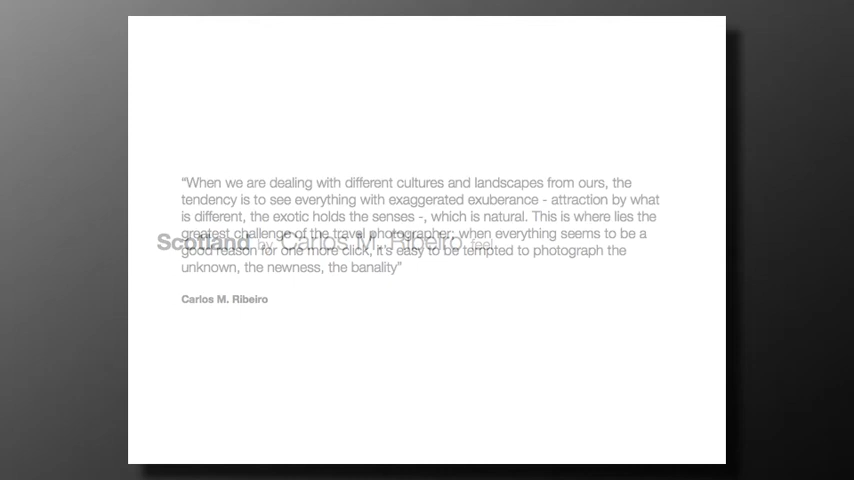 “When we are dealing with different cultures and landscapes from ours, the
tendency is to see everything with exaggerated exuberance - attraction by what
is different, the exotic holds the senses -, which is natural. This is where lies the
greatest challenge of the travel photographer; when everything seems to be a
Scotland by Carlos M. Ribeiro, feel
good reason for one more click, it’s easy to be tempted to photograph the
unknown, the newness, the banality”
Carlos M. Ribeiro